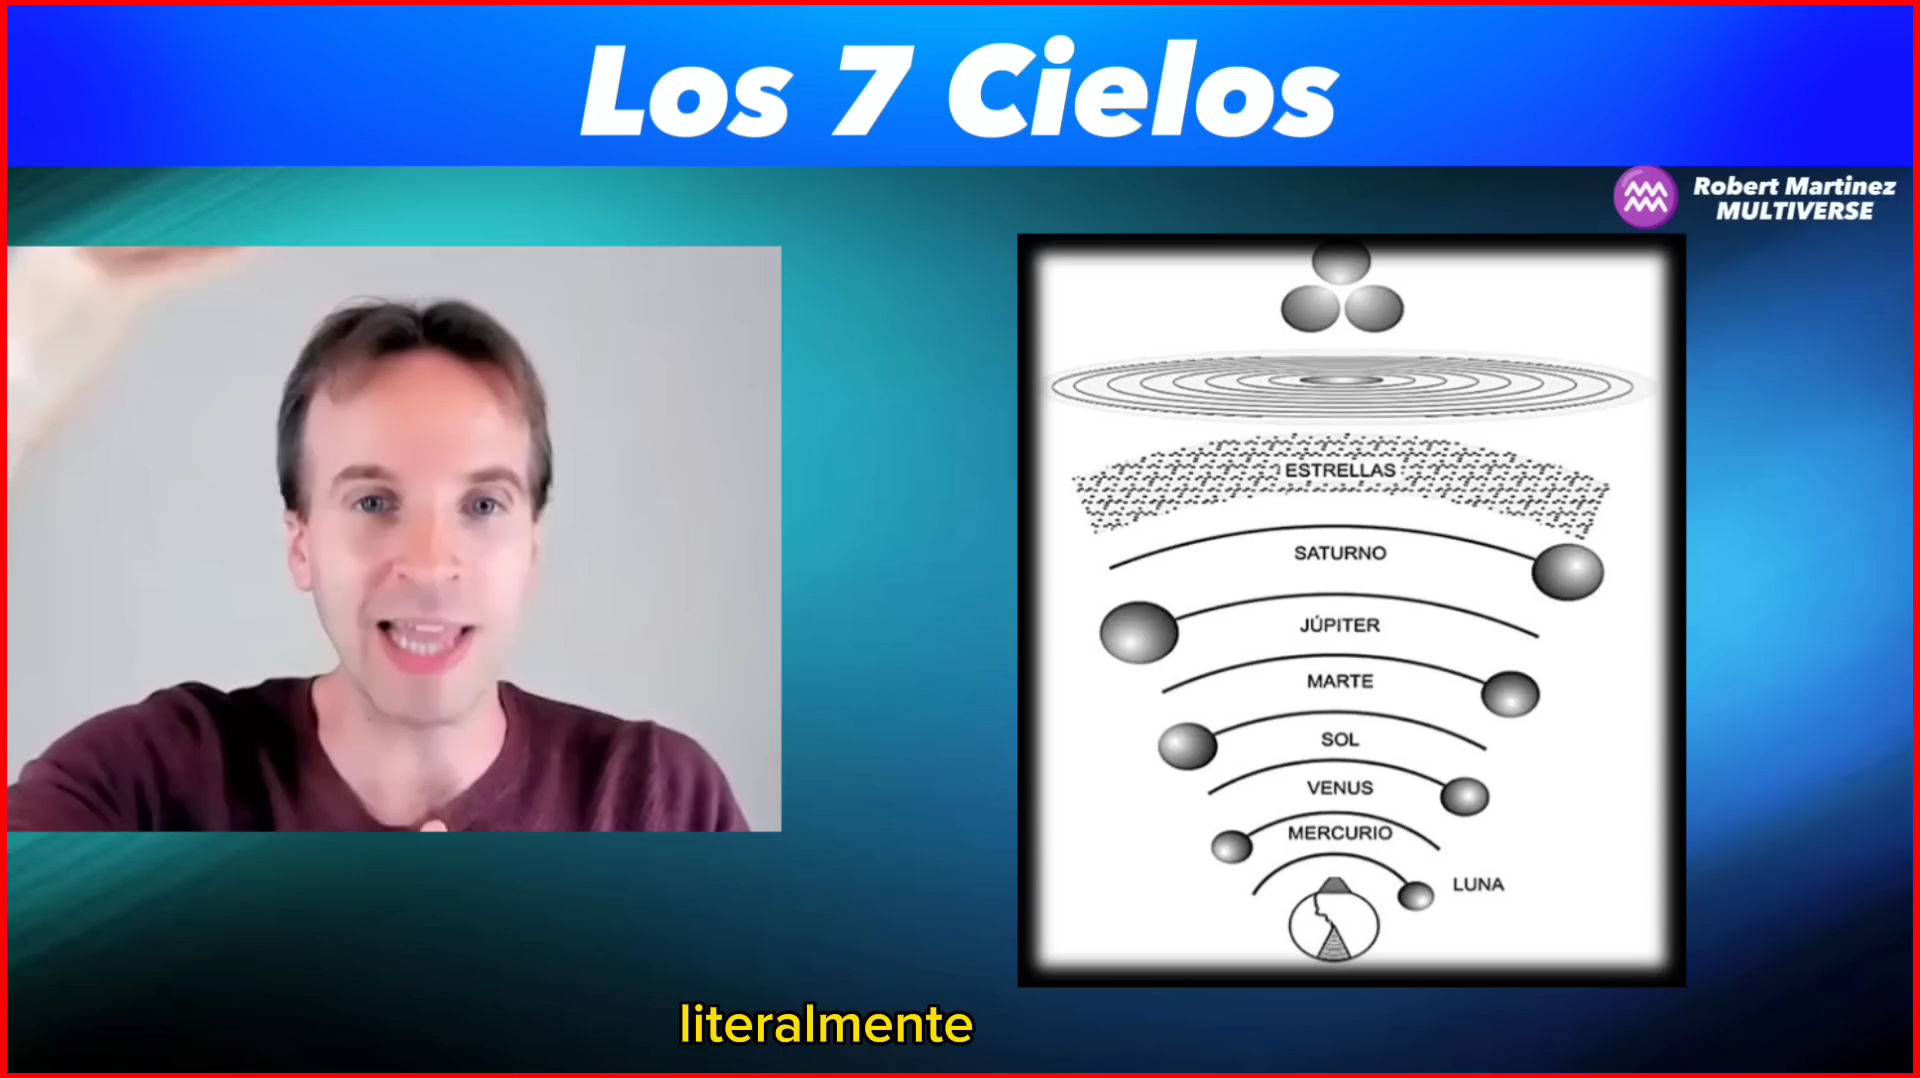 Los 7 Cielos
Robert Martinez
MULTIVERSE
ESTRELLAS
SATURNO
JÚPITER
MARTE
SOL
VENUS
MERCURIO
LUNA
literalmente